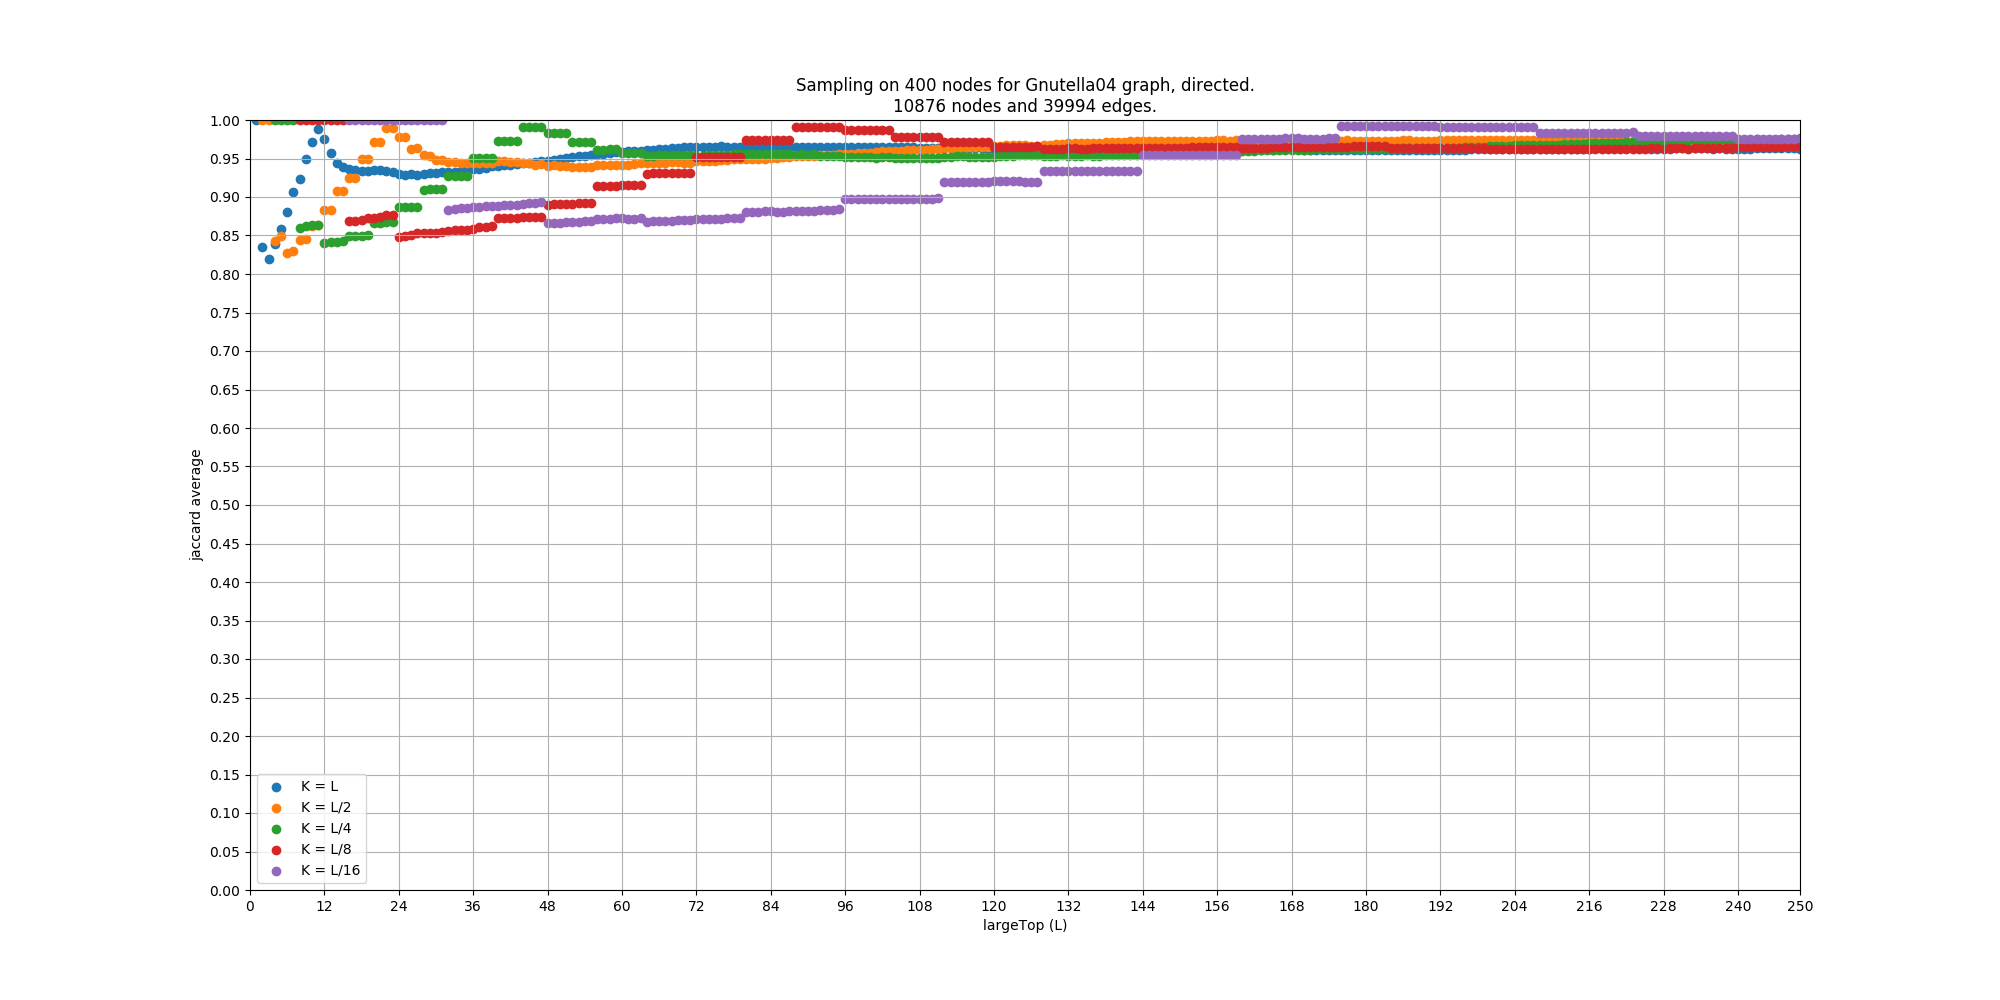 Sampling on 400 nodes for Gnutella04 graph, directed.
10876 nodes and 39994 edges.
1.00
0.95
0.90
0.85
0.80
0.75
0.70
0.65
0.60
0.55
0.50
0.45
0.40
0.35
0.30
0.25
0.20
0.15
0.10
0.05
0.00
jaccard average
K = L
K = L/2
K = L/4
K = L/8
K = L/16
0 12 24 36 48 60 72 84 96 108 120 132 144 156 168 180 192 204 216 228 240 250
largeTop (L)